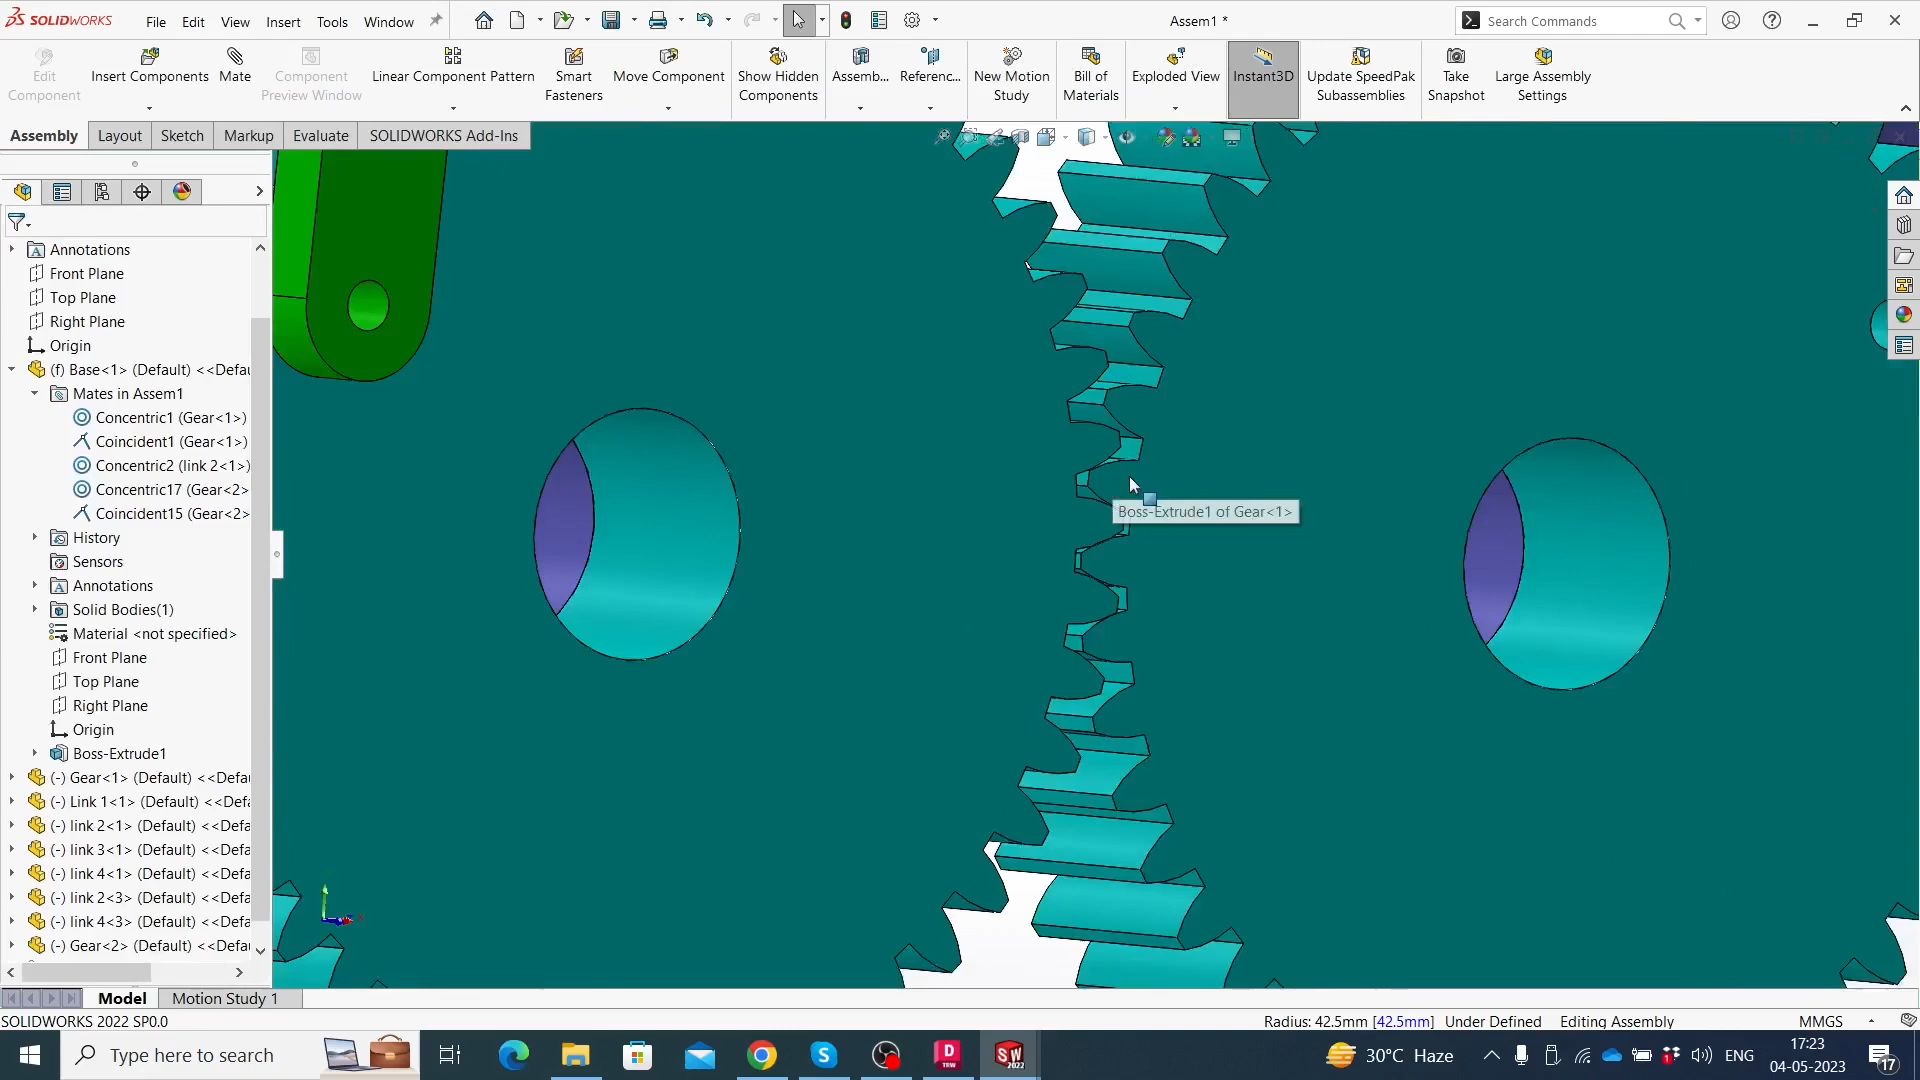 SOLIDWORKS File Edit View Insert Tools Window Assem1 * Search Commands
Edit Component
Insert Components
Mate
Component Preview Window
Linear Component Pattern
Smart Fasteners
Move Component
Show Hidden Components
Assemb...
Referenc...
New Motion Study
Bill of Materials
Exploded View
Instant3D
Update SpeedPak Subassemblies
Take Snapshot
Large Assembly Settings
Assembly Layout Sketch Markup Evaluate SOLIDWORKS Add-Ins
Annotations
Front Plane
Top Plane
Right Plane
Origin
(f) Base<1> (Default) <<Defau
Mates in Assem1
Concentric1 (Gear<1>)
Coincident1 (Gear<1>)
Concentric2 (link 2<1>)
Concentric17 (Gear<2>
Coincident15 (Gear<2>
History
Sensors
Annotations
Solid Bodies(1)
Material <not specified>
Front Plane
Top Plane
Right Plane
Origin
Boss-Extrude1
(-) Gear<1> (Default) <<Defau
(-) Link 1<1> (Default) <<Defa
(-) link 2<1> (Default) <<Defa
(-) link 3<1> (Default) <<Defa
(-) link 4<1> (Default) <<Defa
(-) link 2<3> (Default) <<Defa
(-) link 4<3> (Default) <<Defa
(-) Gear<2> (Default) <<Defau
Boss-Extrude1 of Gear<1>
Model Motion Study 1
SOLIDWORKS 2022 SP0.0 Radius: 42.5mm [42.5mm] Under Defined Editing Assembly MMGS
Type here to search 30°C Haze ENG 17:23
04-05-2023 17